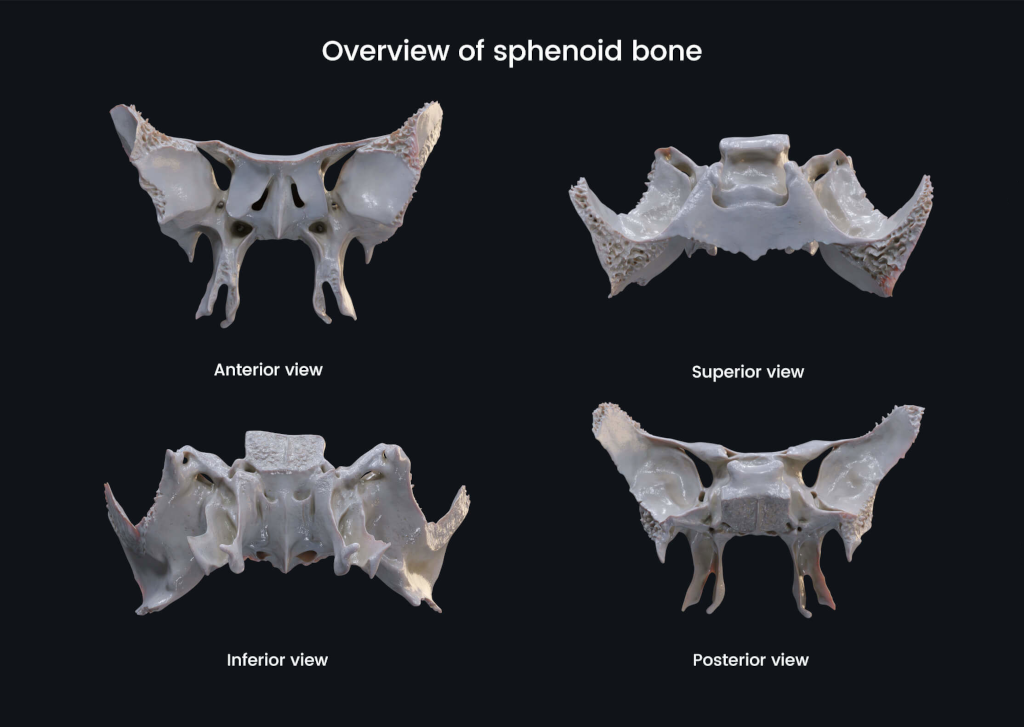 Overview of sphenoid bone
Anterior view
Superior view
Inferior view
Posterior view